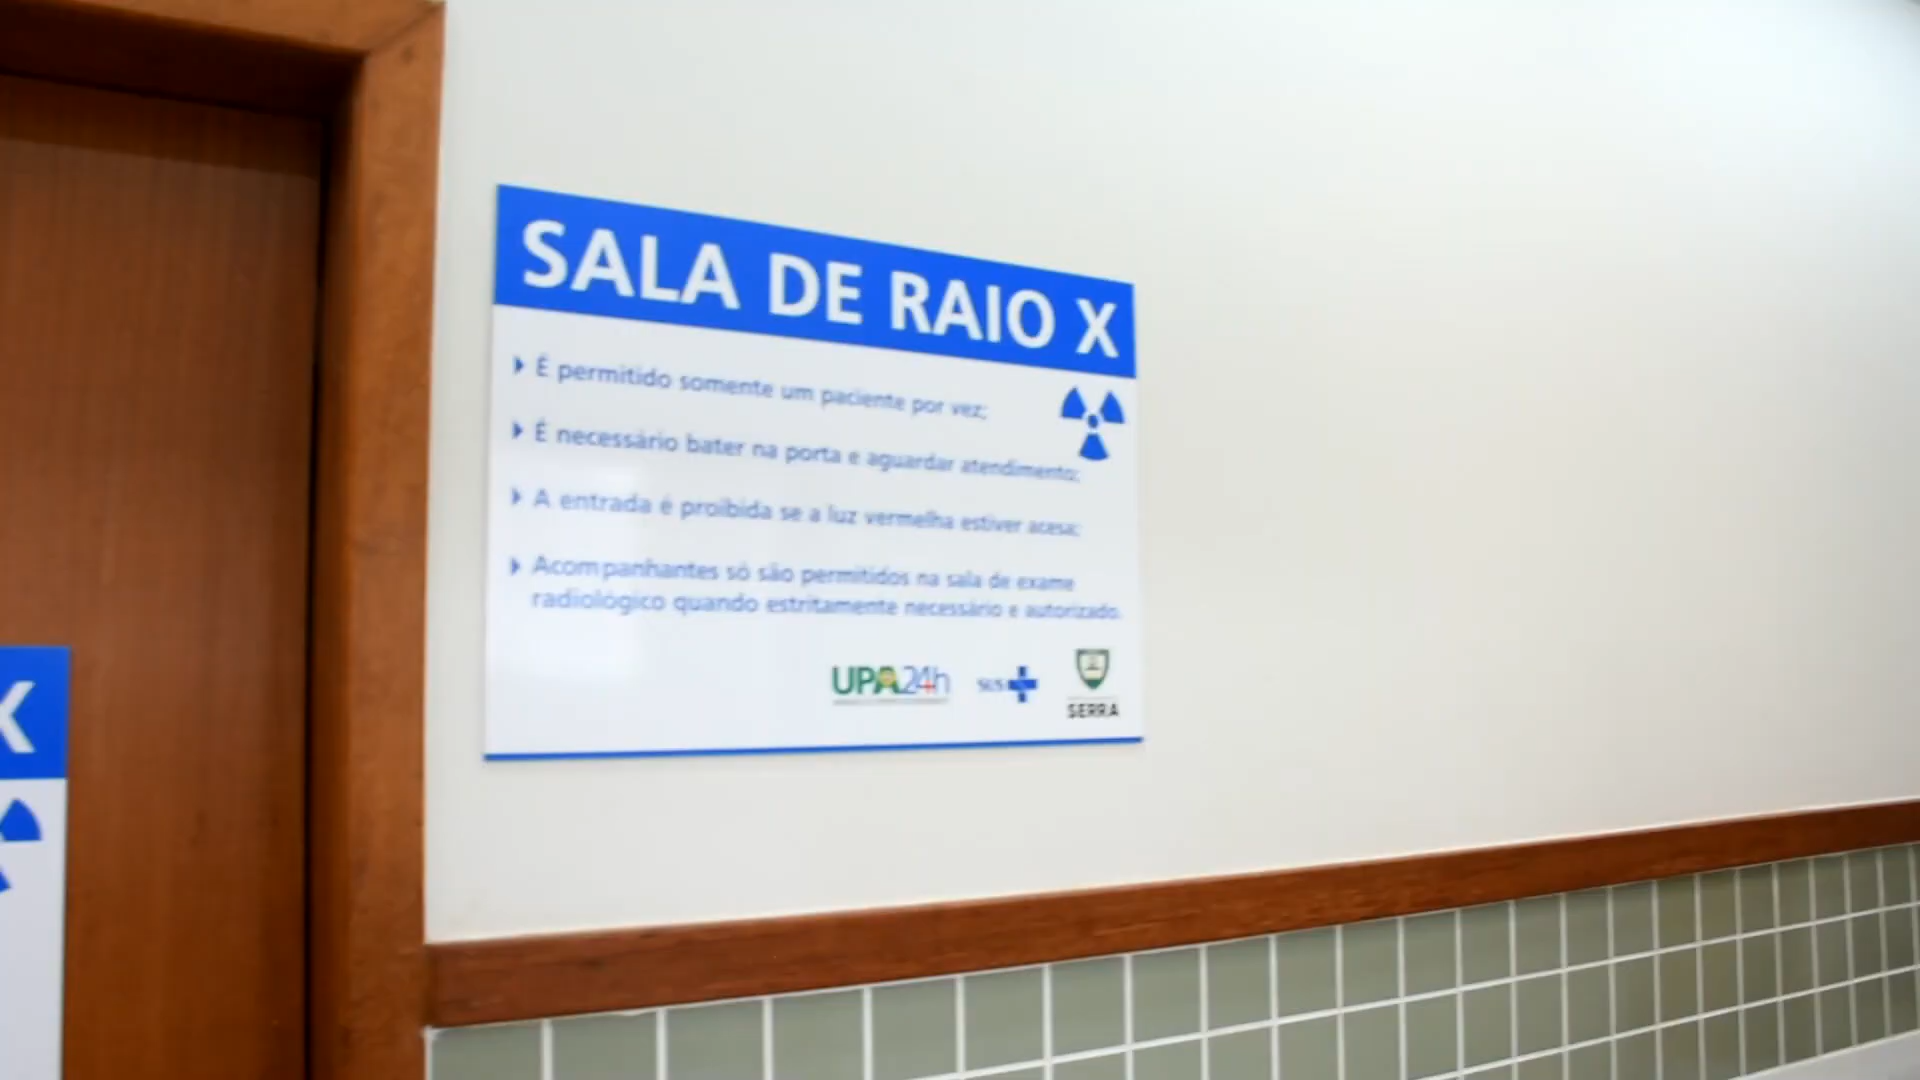 SALA DE RAIO X
É permitido somente um paciente por vez;
É necessário bater na porta e aguardar atendimento;
A entrada é proibida se a luz vermelha estiver acesa;
Acompanhantes só são permitidos na sala de exame
radiológico quando estritamente necessário e autorizado.
UPA24h
SUS
SERRA
X